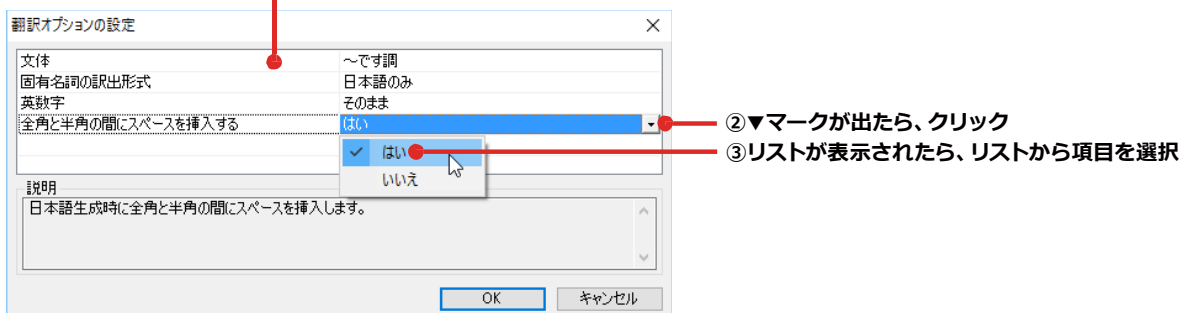 翻訳オプションの設定
文体 ～です調
固有名詞の訳出形式 日本語のみ
英数字 そのまま
全角と半角の間にスペースを挿入する はい
②▼マークが出たら、クリック
✓ はい
③リストが表示されたら、リストから項目を選択
いいえ
説明
日本語生成時に全角と半角の間にスペースを挿入します。
OK キャンセル